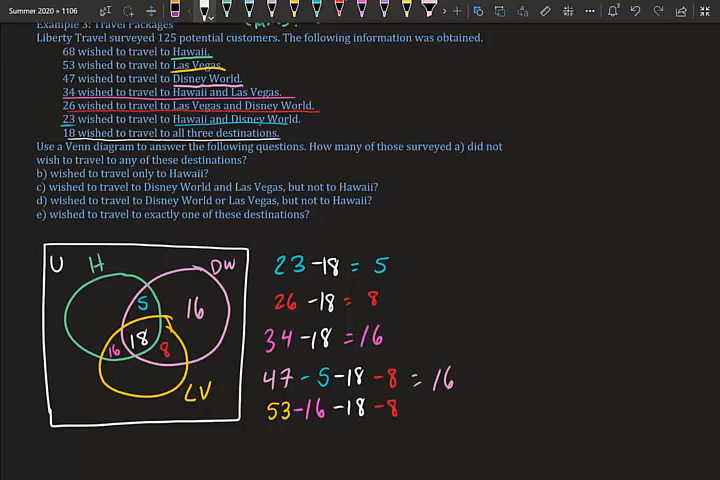 Summer 2020 » 1106
Example 3: Travel Packages
Liberty Travel surveyed 125 potential customers. The following information was obtained.
68 wished to travel to Hawaii.
53 wished to travel to Las Vegas.
47 wished to travel to Disney World.
34 wished to travel to Hawaii and Las Vegas.
26 wished to travel to Las Vegas and Disney World.
23 wished to travel to Hawaii and Disney World.
18 wished to travel to all three destinations.
Use a Venn diagram to answer the following questions. How many of those surveyed a) did not
wish to travel to any of these destinations?
b) wished to travel only to Hawaii?
c) wished to travel to Disney World and Las Vegas, but not to Hawaii?
d) wished to travel to Disney World or Las Vegas, but not to Hawaii?
e) wished to travel to exactly one of these destinations?
U H DW
5 16
16 18 8
LV
23 - 18 = 5
26 - 18 = 8
34 - 18 = 16
47 - 5 - 18 - 8 = 16
53 - 16 - 18 - 8